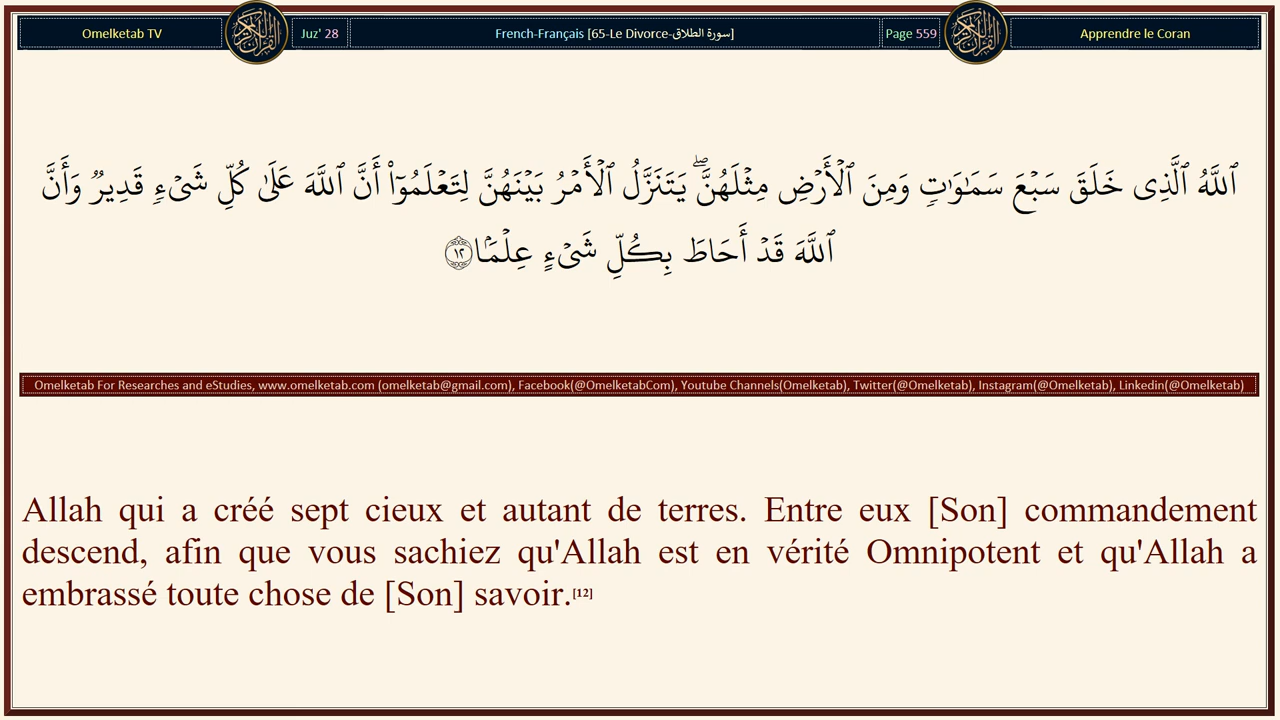 Omelketab TV
Juz' 28
French-Français [65-Le Divorce-سورة الطلاق]
Page 559
Apprendre le Coran
ٱللَّهُ ٱلَّذِى خَلَقَ سَبْعَ سَمَٰوَٰتٍۢ وَمِنَ ٱلْأَرْضِ مِثْلَهُنَّۖ يَتَنَزَّلُ ٱلْأَمْرُ بَيْنَهُنَّ لِتَعْلَمُوٓا۟ أَنَّ ٱللَّهَ عَلَىٰ كُلِّ شَىْءٍۢ قَدِيرٌۭ وَأَنَّ
ٱللَّهَ قَدْ أَحَاطَ بِكُلِّ شَىْءٍ عِلْمًۢا ١٢
Omelketab For Researches and eStudies, www.omelketab.com (omelketab@gmail.com), Facebook(@OmelketabCom), Youtube Channels(Omelketab), Twitter(@Omelketab), Instagram(@Omelketab), Linkedin(@Omelketab)
Allah qui a créé sept cieux et autant de terres. Entre eux [Son] commandement
descend, afin que vous sachiez qu'Allah est en vérité Omnipotent et qu'Allah a
embrassé toute chose de [Son] savoir.[12]